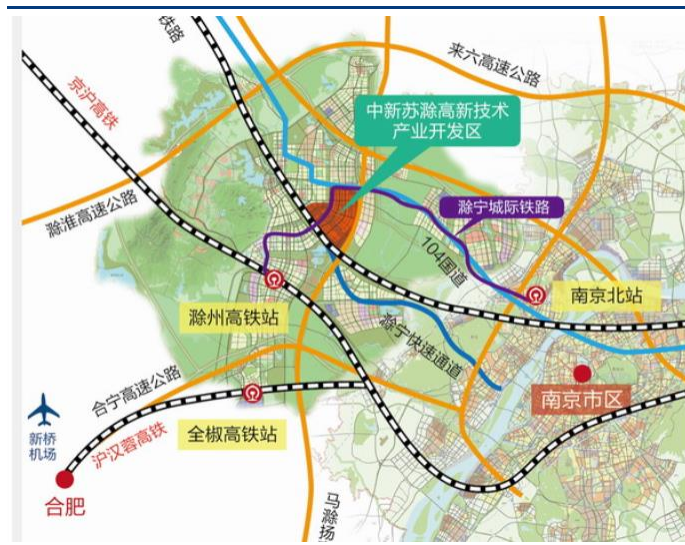 铁路
来六高速公路
京沪高铁
中新苏滁高新技术
产业开发区
滁淮高速公路
滁宁城际铁路
104国道
南京北站
滁州高铁站
滁宁快速通道
合宁高速公路
南京市区
新桥
机场
沪汉蓉高铁
全椒高铁站
合肥
马滁扬